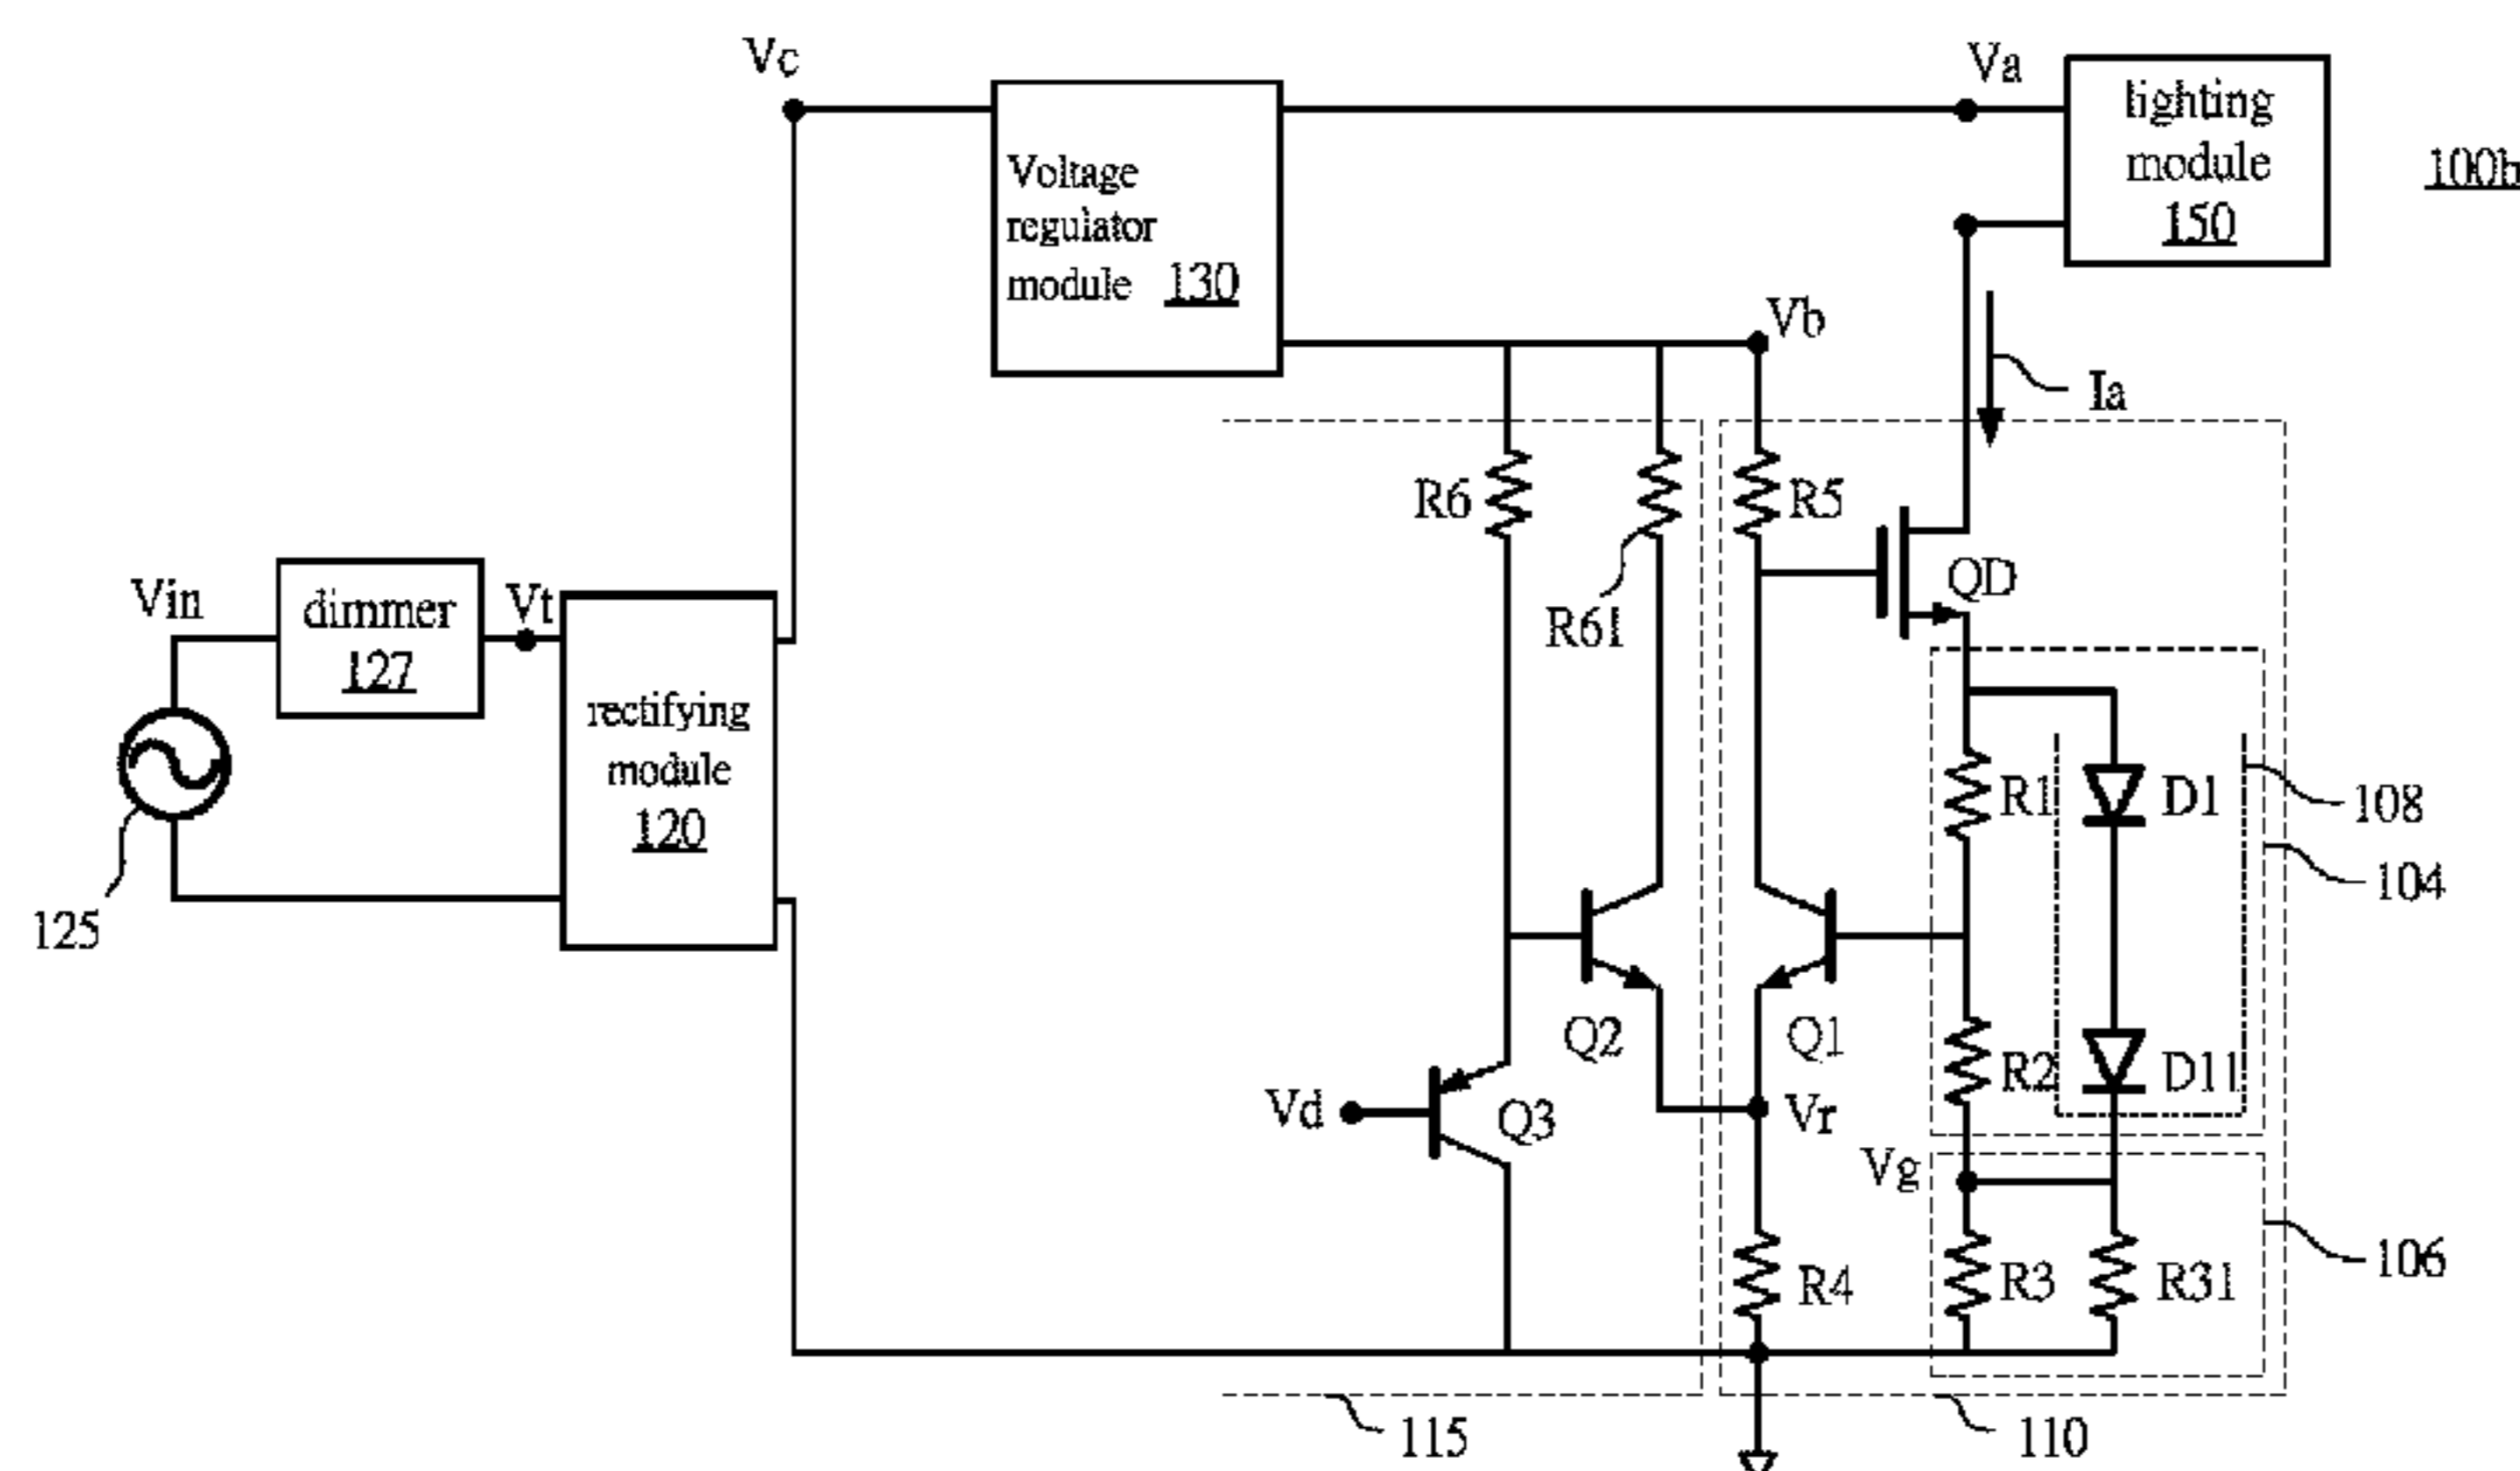 Vc
Va
lighting
module
150
Voltage
regulator
module 130
Vb
Ia
R6
R61
R5
QD
Vin
dimmer
127
Vt
rectifying
module
120
125
R1
D1
108
104
Q2
Q1
R2
D11
Vd
Q3
Vr
Vg
R4
R3
R31
106
115
110